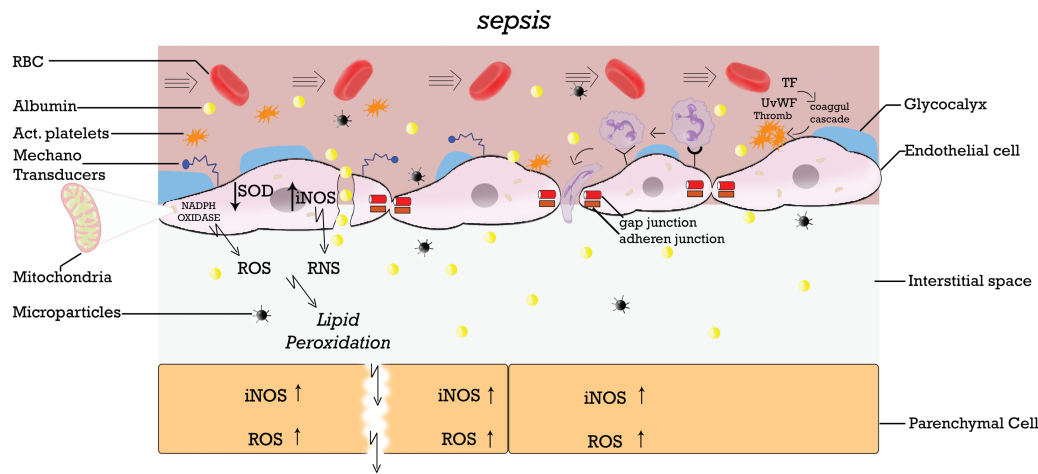 sepsis
RBC
Albumin
Act. platelets
Mechano
Transducers
Mitochondria
Microparticles
TF
UvWF
Thromb
coaggul
cascade
Glycocalyx
Endothelial cell
NADPH
OXIDASE
SOD
iNOS
gap junction
adheren junction
ROS
RNS
Lipid
Peroxidation
Interstitial space
iNOS
iNOS
iNOS
ROS
ROS
ROS
Parenchymal Cell